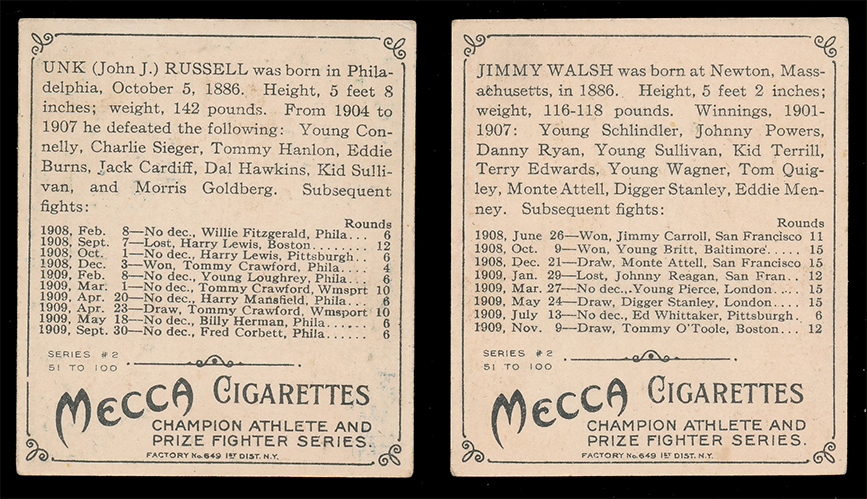 UNK (John J.) RUSSELL was born in Phila-
delphia, October 5, 1886. Height, 5 feet 8
inches; weight, 142 pounds. From 1904 to
1907 he defeated the following: Young Con-
nelly, Charlie Sieger, Tommy Hanlon, Eddie
Burns, Jack Cardiff, Dal Hawkins, Kid Sulli-
van, and Morris Goldberg. Subsequent
fights:
Rounds
1908, Feb. 8—No dec., Willie Fitzgerald, Phila... 6
1908, Sept. 7—Lost, Harry Lewis, Boston....... 12
1908, Oct. 1—No dec., Harry Lewis, Pittsburgh.. 6
1908, Dec. 3—Won, Tommy Crawford, Phila.... 4
1909, Feb. 8—No dec., Young Loughrey, Phila... 6
1909, Mar. 1—No dec., Tommy Crawford, Wmsprt 10
1909, Apr. 20—No dec., Harry Mansfield, Phila... 6
1909, Apr. 23—Draw, Tommy Crawford, Wmsport 10
1909, May 18—No dec., Billy Herman, Phila...... 6
1909, Sept. 30—No dec., Fred Corbett, Phila...... 6
SERIES #2
51 TO 100
MECCA CIGARETTES
CHAMPION ATHLETE AND
PRIZE FIGHTER SERIES.
FACTORY No. 649 1ST DIST. N.Y.
JIMMY WALSH was born at Newton, Mass-
achusetts, in 1886. Height, 5 feet 2 inches;
weight, 116-118 pounds. Winnings, 1901-
1907: Young Schlindler, Johnny Powers,
Danny Ryan, Young Sullivan, Kid Terrill,
Terry Edwards, Young Wagner, Tom Quig-
ley, Monte Attell, Digger Stanley, Eddie Men-
ney. Subsequent fights:
Rounds
1908, June 26—Won, Jimmy Carroll, San Francisco 11
1908, Oct. 9—Won, Young Britt, Baltimore...... 15
1908, Dec. 21—Draw, Monte Attell, San Francisco 15
1909, Jan. 29—Lost, Johnny Reagan, San Fran.. 12
1909, Mar. 27—No dec., Young Pierce, London.... 15
1909, May 24—Draw, Digger Stanley, London.... 15
1909, July 13—No dec., Ed Whittaker, Pittsburgh. 6
1909, Nov. 9—Draw, Tommy O'Toole, Boston... 12
SERIES #2
51 TO 100
MECCA CIGARETTES
CHAMPION ATHLETE AND
PRIZE FIGHTER SERIES.
FACTORY No. 649 1ST DIST. N.Y.